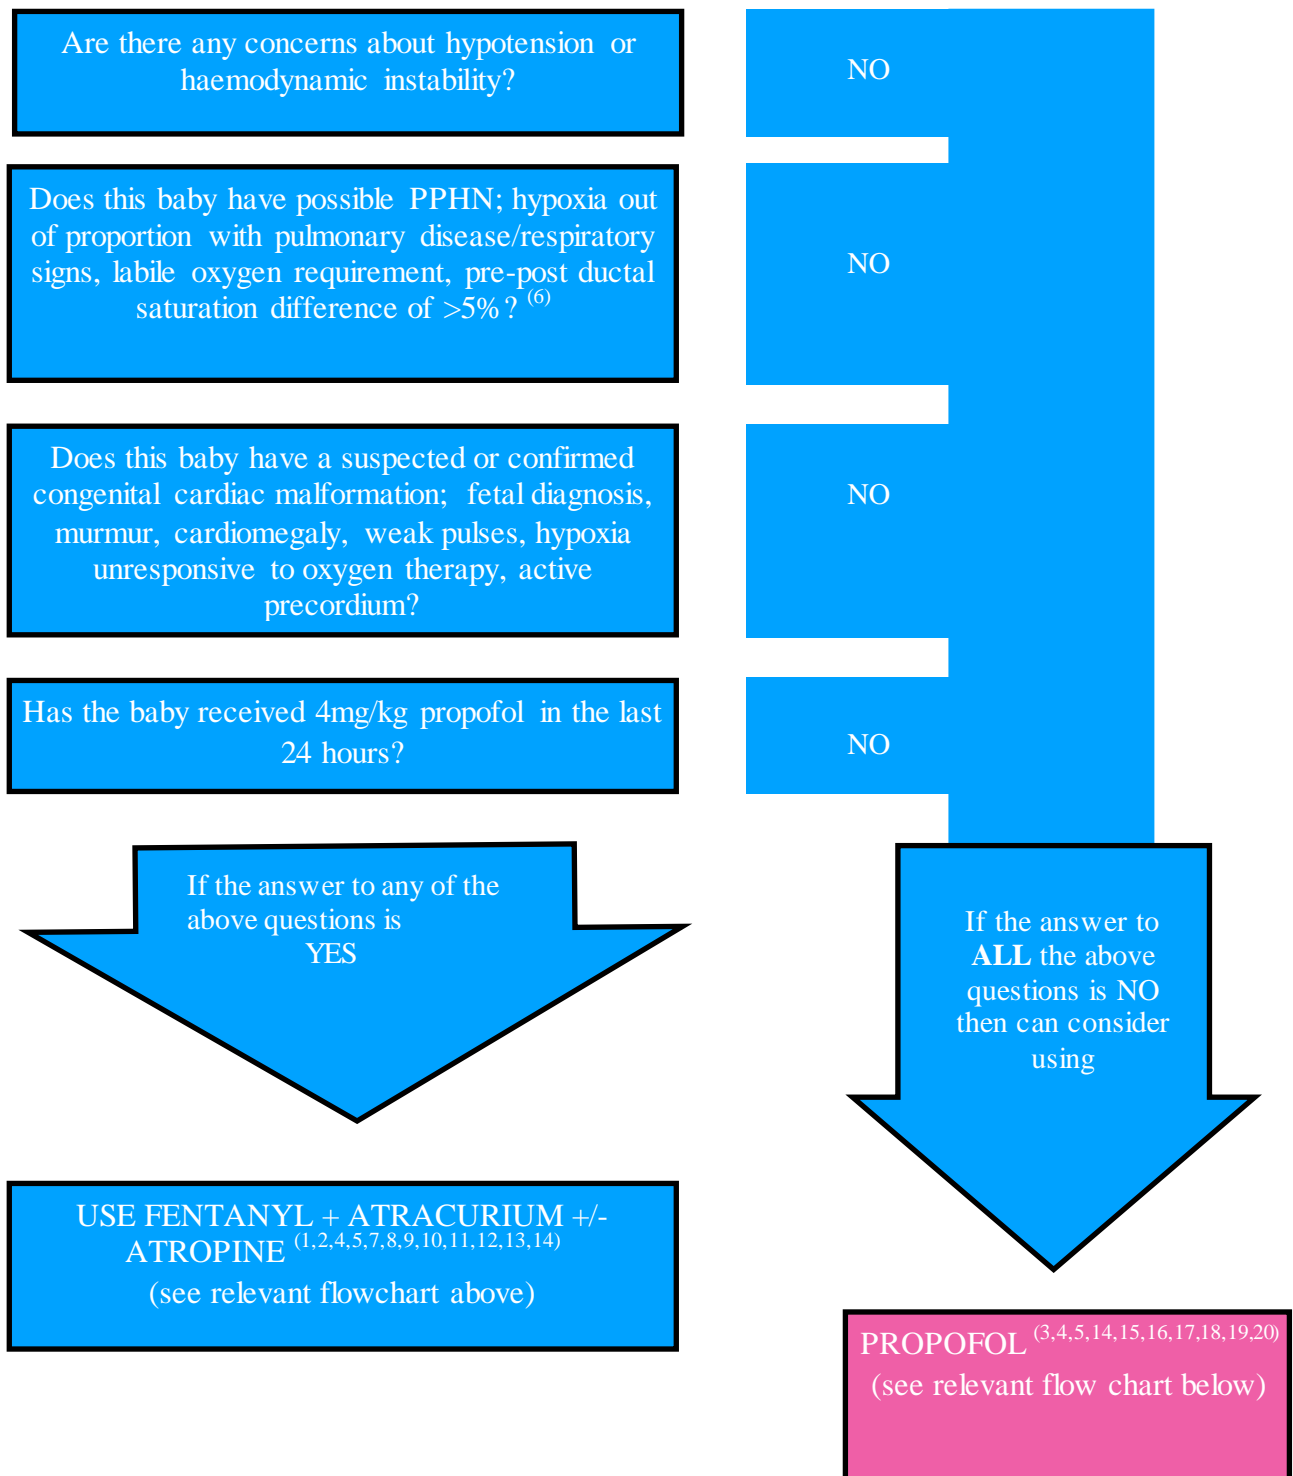 Are there any concerns about hypotension or
haemodynamic instability?
NO
Does this baby have possible PPHN; hypoxia out
of proportion with pulmonary disease/respiratory
signs, labile oxygen requirement, pre-post ductal
saturation difference of >5%? (6)
NO
Does this baby have a suspected or confirmed
congenital cardiac malformation; fetal diagnosis,
murmur, cardiomegaly, weak pulses, hypoxia
unresponsive to oxygen therapy, active
precordium?
NO
Has the baby received 4mg/kg propofol in the last
24 hours?
NO
If the answer to any of the
above questions is
YES
If the answer to
ALL the above
questions is NO
then can consider
using
USE FENTANYL + ATRACURIUM +/-
ATROPINE (1,2,4,5,7,8,9,10,11,12,13,14)
(see relevant flowchart above)
PROPOFOL (3,4,5,14,15,16,17,18,19,20)
(see relevant flow chart below)